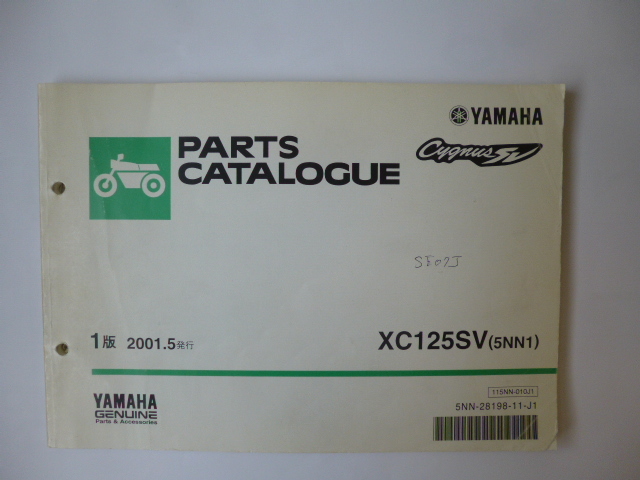 YAMAHA
PARTS
CATALOGUE
Cygnus SV
SE07J
1版 2001.5発行
XC125SV(5NN1)
115NN-010J1
YAMAHA
GENUINE
Parts & Accessories
5NN-28198-11-J1